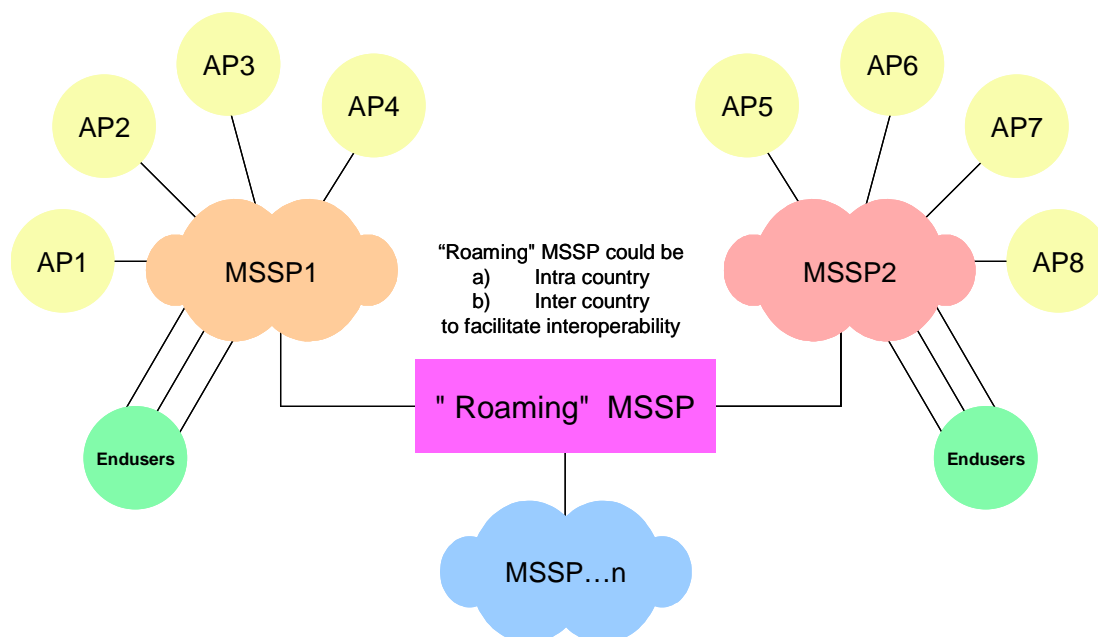 AP3
AP6
AP4
AP5
AP2
AP7
AP1
MSSP1
“Roaming" MSSP could be
a) Intra country
b) Inter country
to facilitate interoperability
MSSP2
AP8
" Roaming" MSSP
Endusers
Endusers
MSSP…n